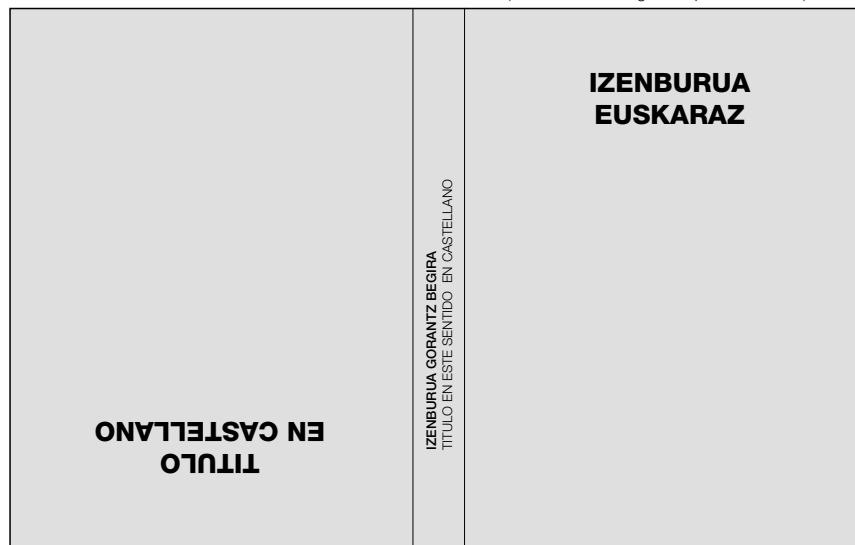 IZENBURUA
EUSKARAZ
IZENBURUA GORANTZ BEGIRA
TITULO EN ESTE SENTIDO EN CASTELLANO
TITULO
EN CASTELLANO